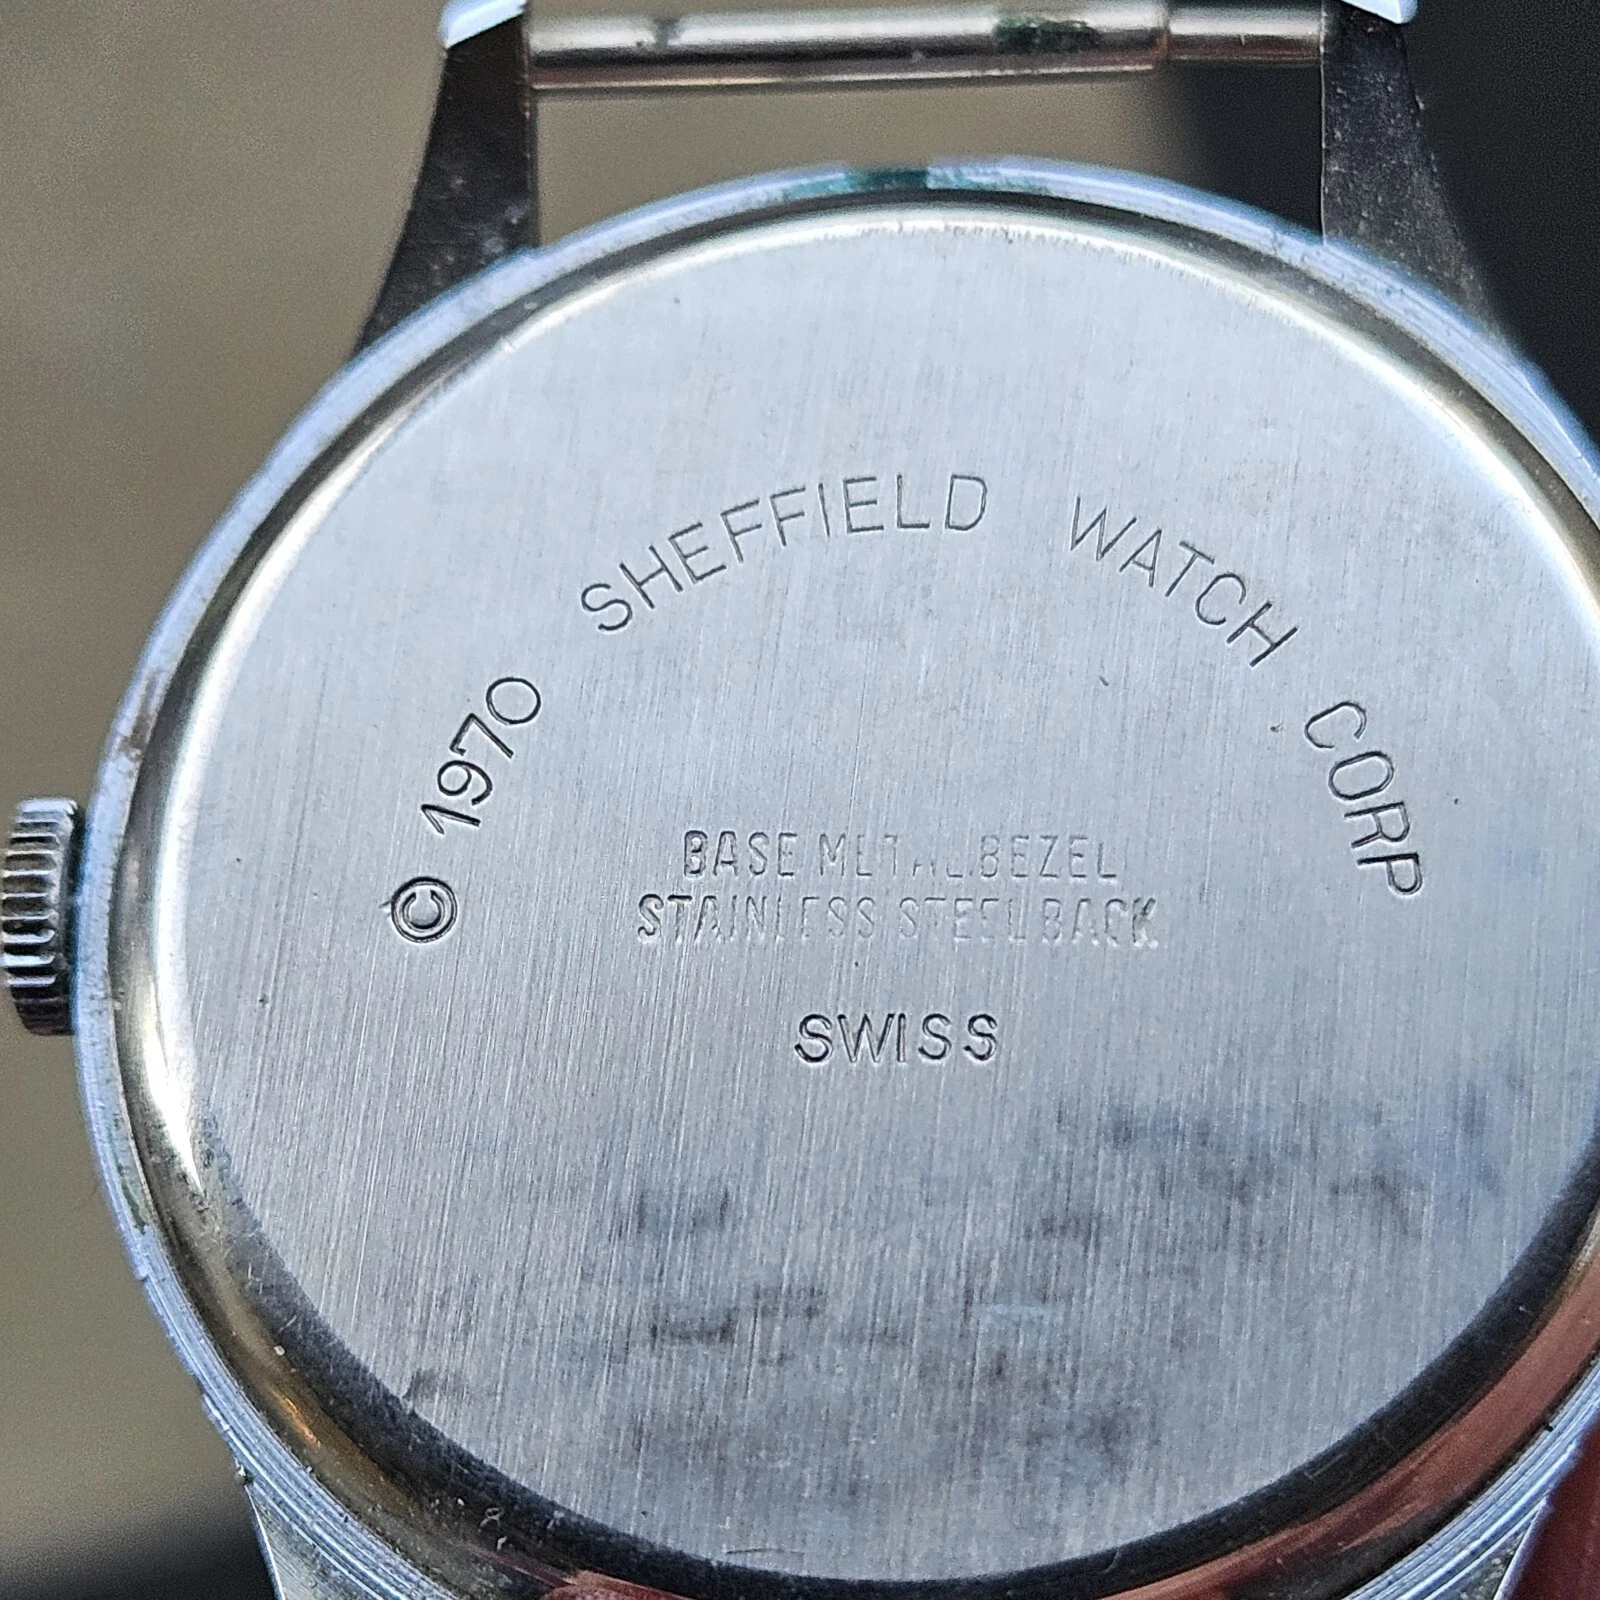 © 1970 SHEFFIELD WATCH CORP
BASE METAL BEZEL
STAINLESS STEEL BACK
SWISS